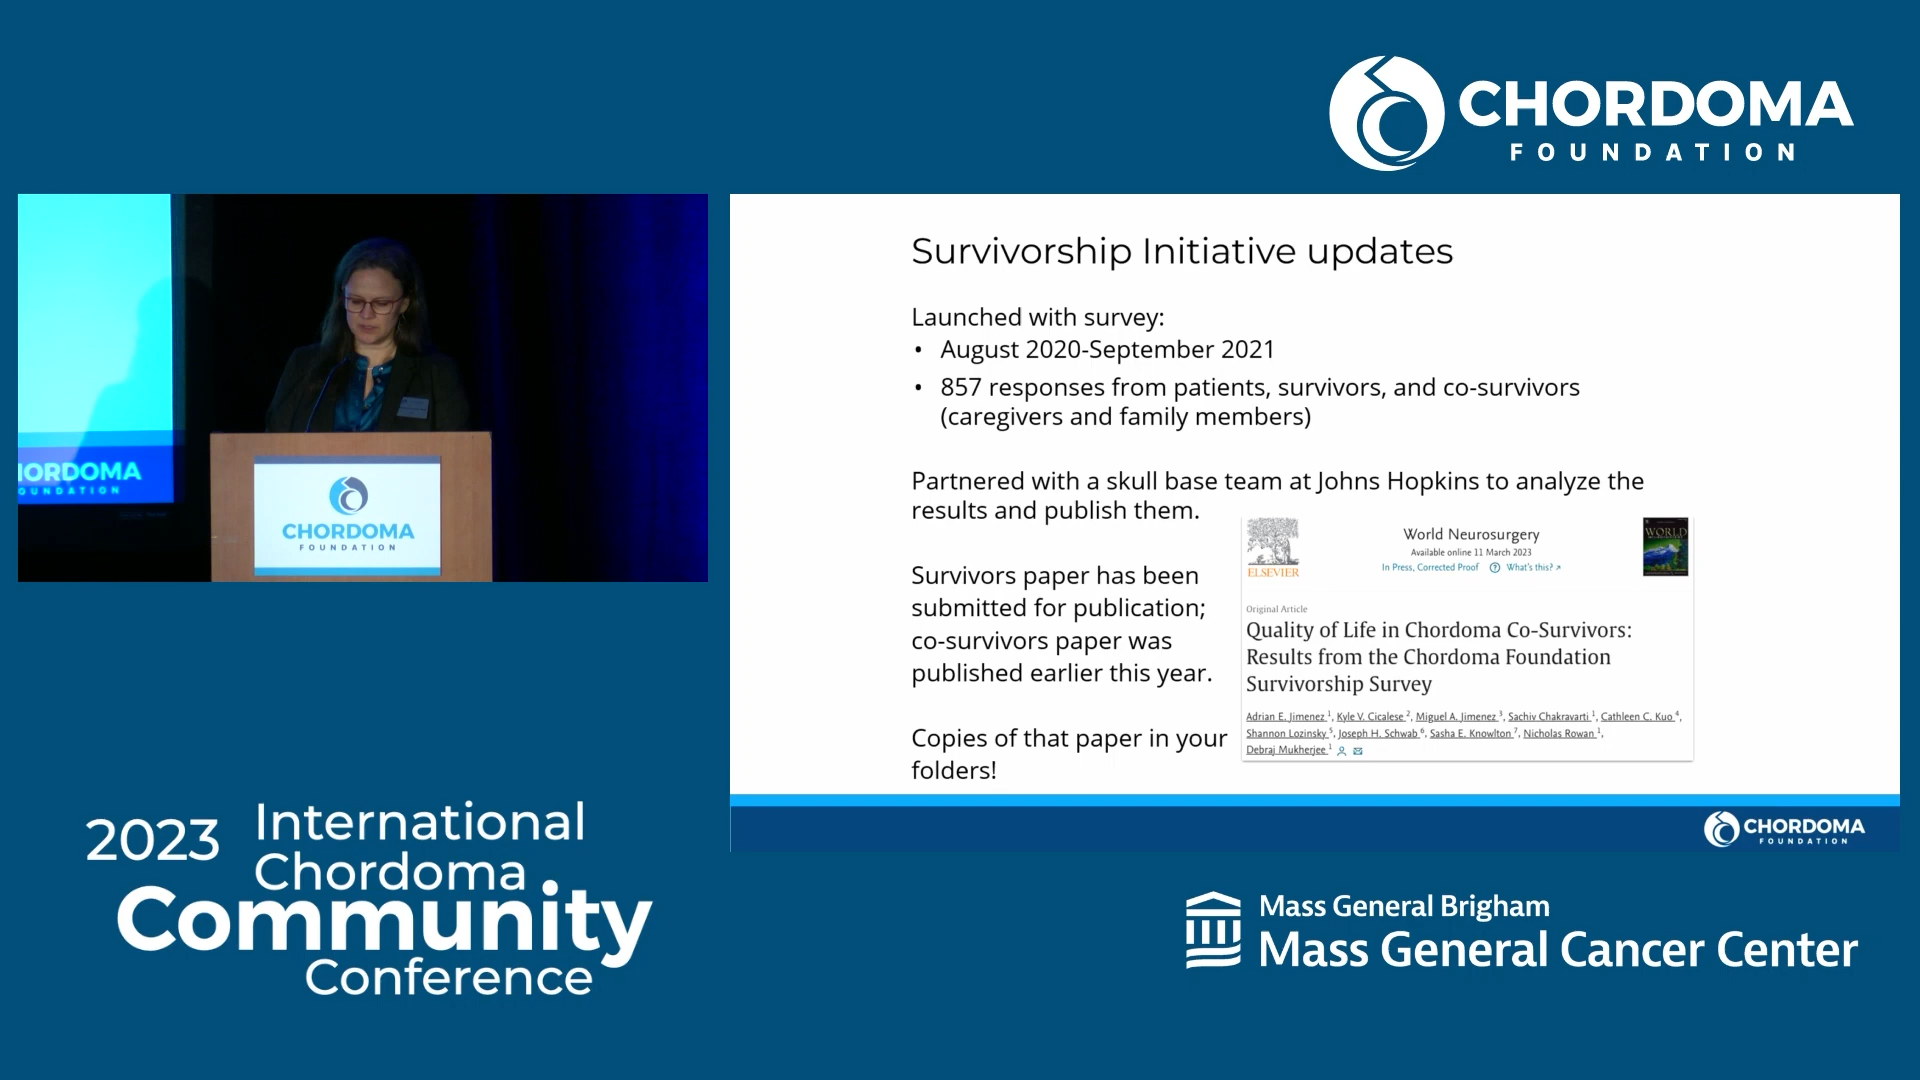 CHORDOMA
FOUNDATION
HORDOMA
OUNDATION
CHORDOMA
FOUNDATION
Survivorship Initiative updates
Launched with survey:
• August 2020-September 2021
• 857 responses from patients, survivors, and co-survivors
(caregivers and family members)
Partnered with a skull base team at Johns Hopkins to analyze the
results and publish them.
Survivors paper has been
submitted for publication;
co-survivors paper was
published earlier this year.
Copies of that paper in your
folders!
ELSEVIER
World Neurosurgery
Available online 11 March 2023
In Press, Corrected Proof ? What's this? ↗
WORLD
Original Article
Quality of Life in Chordoma Co-Survivors:
Results from the Chordoma Foundation
Survivorship Survey
Adrian E. Jimenez 1, Kyle V. Cicalese 2, Miguel A. Jimenez 3, Sachiv Chakravarti 1, Cathleen C. Kuo 4,
Shannon Lozinsky 5, Joseph H. Schwab 6, Sasha E. Knowlton 7, Nicholas Rowan 1,
Debraj Mukherjee 1
CHORDOMA
FOUNDATION
2023 International
Chordoma
Community
Conference
Mass General Brigham
Mass General Cancer Center